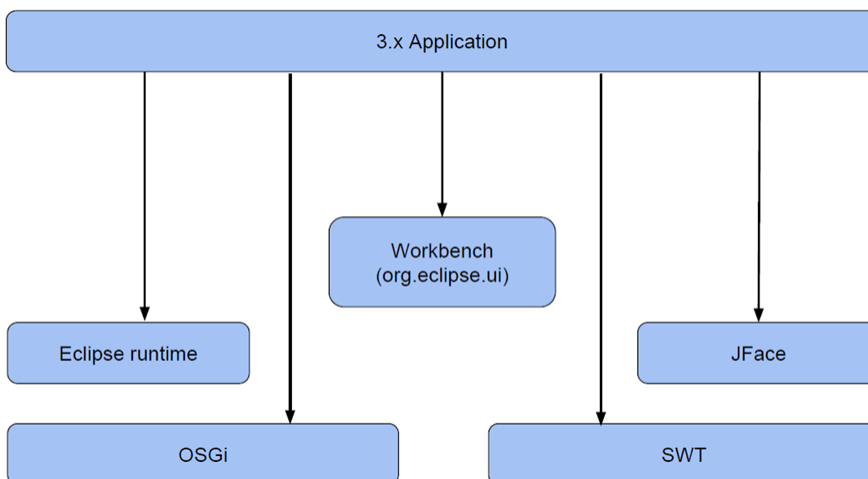 3.x Application
Workbench
(org.eclipse.ui)
Eclipse runtime
JFace
OSGi
SWT